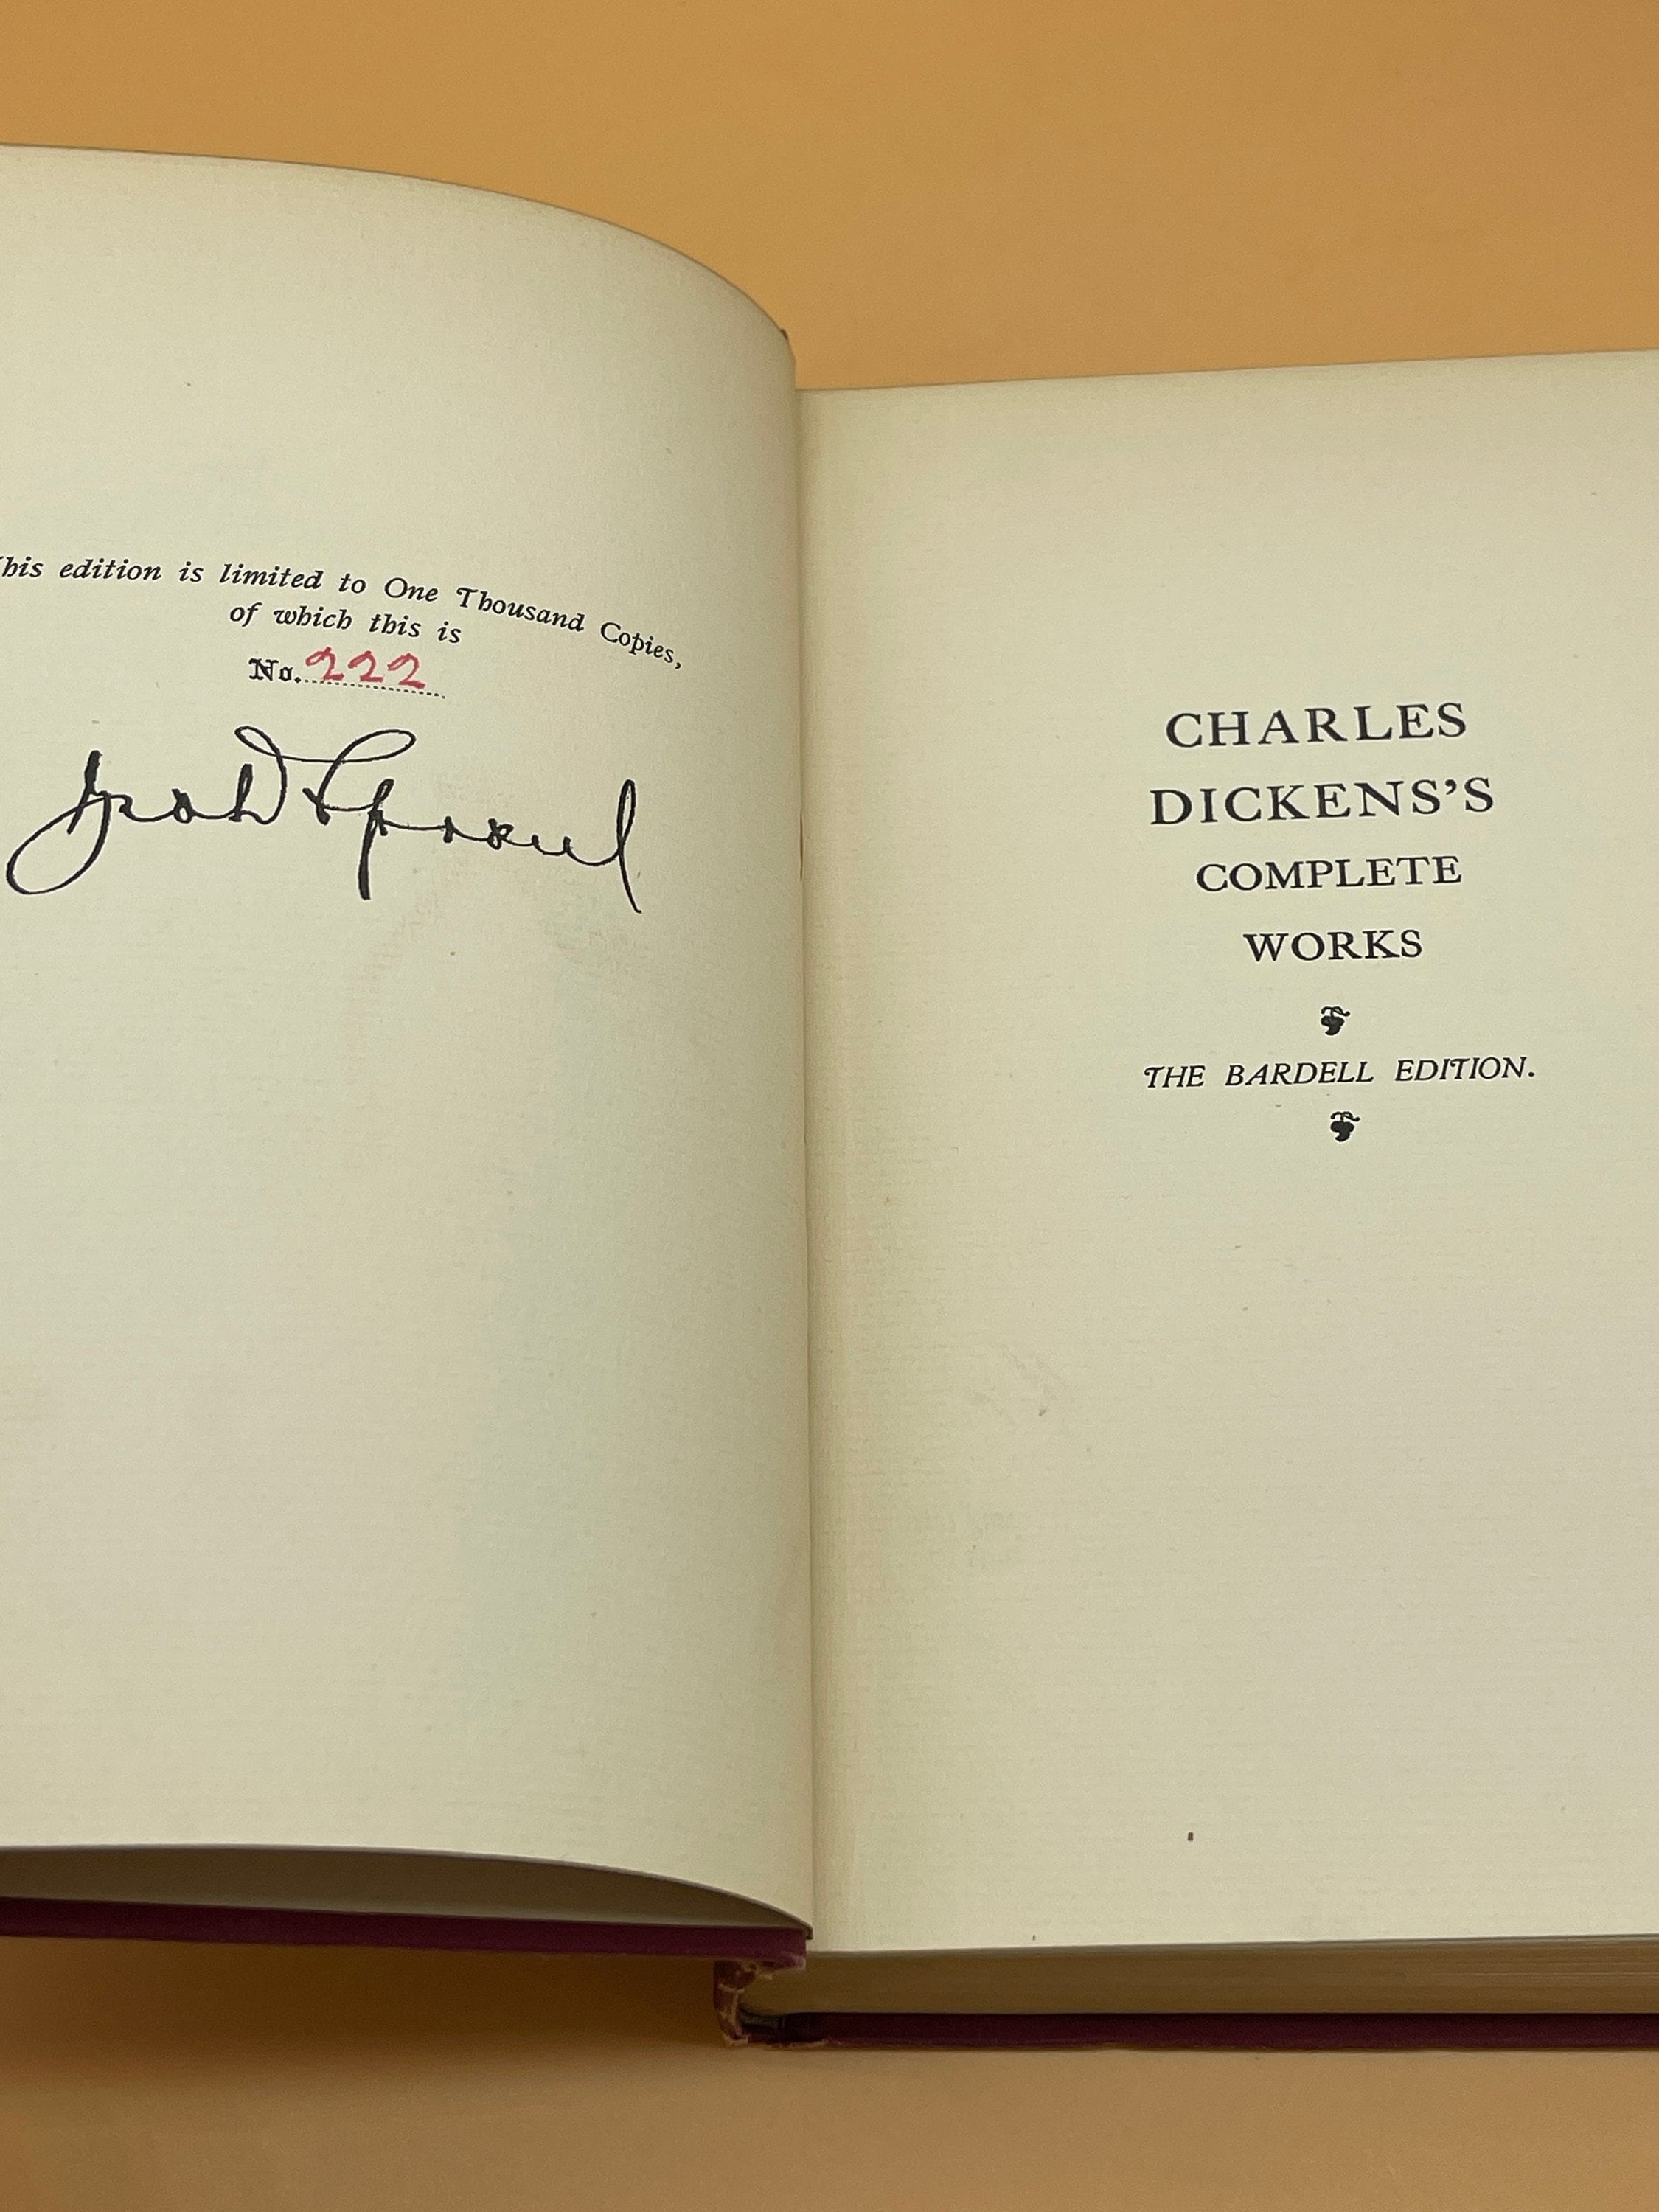 his edition is limited to One Thousand Copies,
of which this is
No. 222
CHARLES
DICKENS'S
COMPLETE
WORKS
THE BARDELL EDITION.